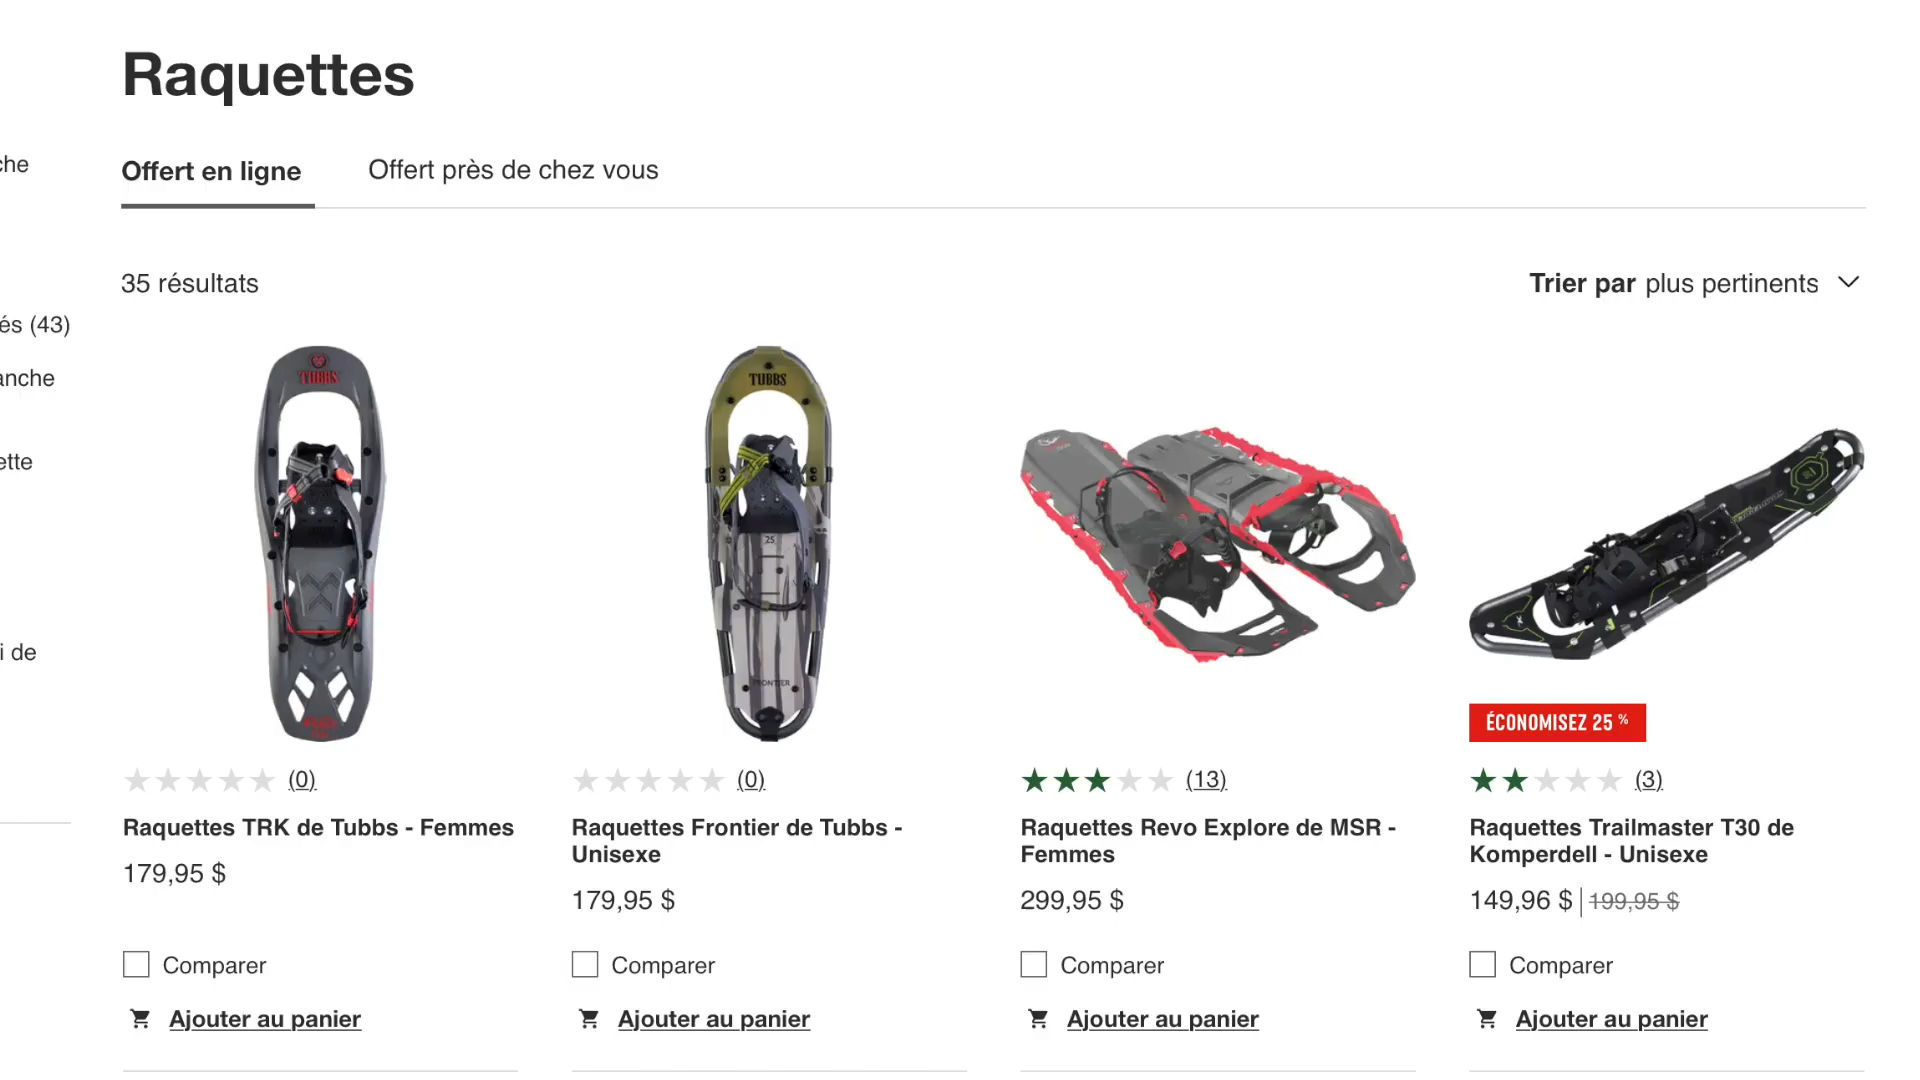 Raquettes
Offert en ligne
Offert près de chez vous
che
35 résultats
Trier par plus pertinents
és (43)
anche
ette
i de
TUBBS
TUBBS
25
FRONTIER
ÉCONOMISEZ 25 %
(0)
(0)
(13)
(3)
Raquettes TRK de Tubbs - Femmes
179,95 $
Raquettes Frontier de Tubbs -
Unisexe
179,95 $
Raquettes Revo Explore de MSR -
Femmes
299,95 $
Raquettes Trailmaster T30 de
Komperdell - Unisexe
149,96 $ 199,95 $
Comparer
Comparer
Comparer
Comparer
Ajouter au panier
Ajouter au panier
Ajouter au panier
Ajouter au panier